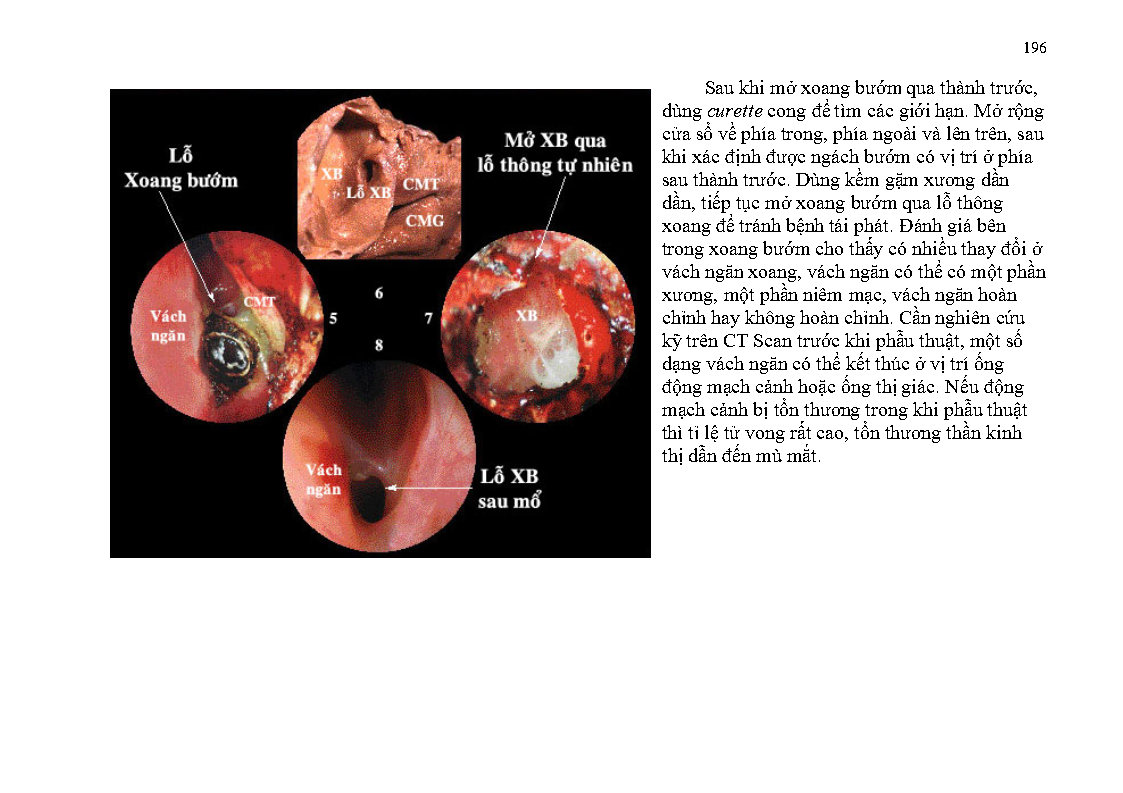 196
Lỗ
Xoang bướm
XB
Lỗ XB
CMT
CMG
Mở XB qua
lỗ thông tự nhiên
Vách
ngăn
CMT
6
5
7
8
XB
Vách
ngăn
Lỗ XB
sau mổ
Sau khi mở xoang bướm qua thành trước,
dùng curette cong để tìm các giới hạn. Mở rộng
cửa sổ về phía trong, phía ngoài và lên trên, sau
khi xác định được ngách bướm có vị trí ở phía
sau thành trước. Dùng kềm gặm xương dần
dần, tiếp tục mở xoang bướm qua lỗ thông
xoang để tránh bệnh tái phát. Đánh giá bên
trong xoang bướm cho thấy có nhiều thay đổi ở
vách ngăn xoang, vách ngăn có thể có một phần
xương, một phần niêm mạc, vách ngăn hoàn
chỉnh hay không hoàn chỉnh. Cần nghiên cứu
kỹ trên CT Scan trước khi phẫu thuật, một số
dạng vách ngăn có thể kết thúc ở vị trí ống
động mạch cảnh hoặc ống thị giác. Nếu động
mạch cảnh bị tổn thương trong khi phẫu thuật
thì tỉ lệ tử vong rất cao, tổn thương thần kinh
thị dẫn đến mù mắt.